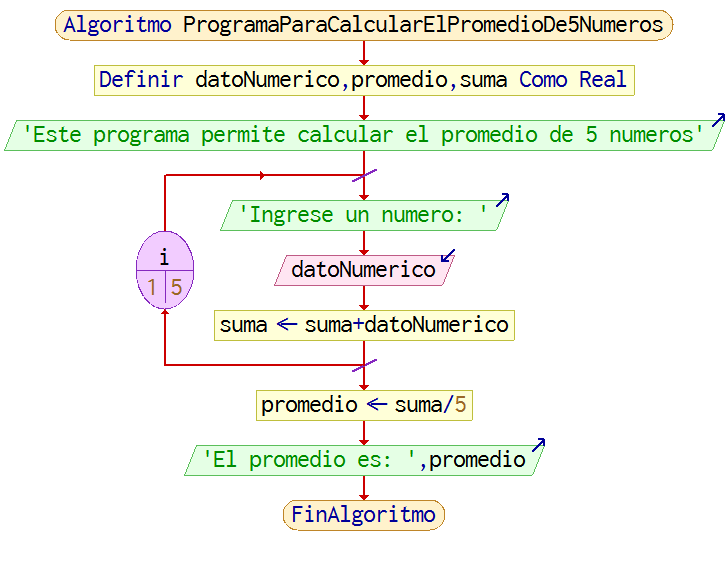 Algoritmo ProgramaParaCalcularElPromedioDe5Numeros
Definir datoNumerico,promedio,suma Como Real
'Este programa permite calcular el promedio de 5 numeros'
'Ingrese un numero: '
i
1 5
datoNumerico
suma ← suma+datoNumerico
promedio ← suma/5
'El promedio es: ',promedio
FinAlgoritmo